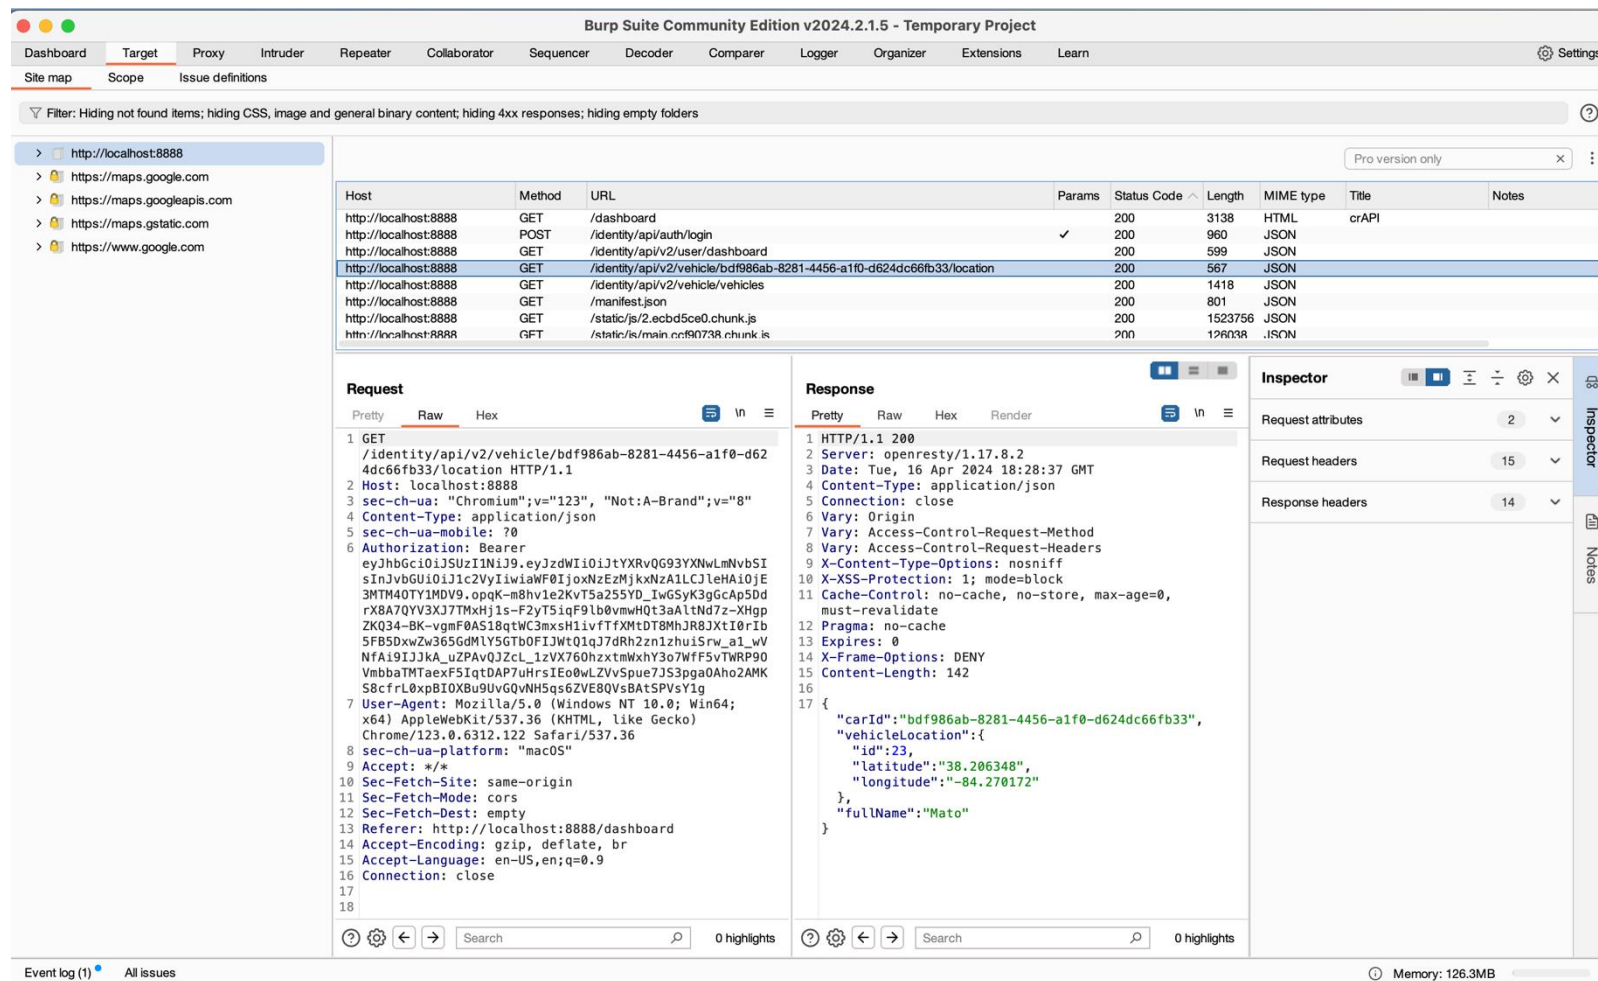 Burp Suite Community Edition v2024.2.1.5 - Temporary Project
Dashboard Target Proxy Intruder Repeater Collaborator Sequencer Decoder Comparer Logger Organizer Extensions Learn Settings
Site map Scope Issue definitions
Filter: Hiding not found items; hiding CSS, image and general binary content; hiding 4xx responses; hiding empty folders
http://localhost:8888
https://maps.google.com
https://maps.googleapis.com
https://maps.gstatic.com
https://www.google.com
Pro version only
Host Method URL Params Status Code Length MIME type Title Notes
http://localhost:8888 GET /dashboard 200 3138 HTML crAPI
http://localhost:8888 POST /identity/api/auth/login ✓ 200 960 JSON
http://localhost:8888 GET /identity/api/v2/user/dashboard 200 599 JSON
http://localhost:8888 GET /identity/api/v2/vehicle/bdf986ab-8281-4456-a1f0-d624dc66fb33/location 200 567 JSON
http://localhost:8888 GET /identity/api/v2/vehicle/vehicles 200 1418 JSON
http://localhost:8888 GET /manifest.json 200 801 JSON
http://localhost:8888 GET /static/js/2.ecbd5ce0.chunk.js 200 1523756 JSON
http://localhost:8888 GET /static/js/main.ccf90738.chunk.js 200 126038 JSON
Request
Pretty Raw Hex \n
1 GET
/identity/api/v2/vehicle/bdf986ab-8281-4456-a1f0-d62
4dc66fb33/location HTTP/1.1
2 Host: localhost:8888
3 sec-ch-ua: "Chromium";v="123", "Not:A-Brand";v="8"
4 Content-Type: application/json
5 sec-ch-ua-mobile: ?0
6 Authorization: Bearer
eyJhbGciOiJSUzI1NiJ9.eyJzdWIiOiJtYXRvQG93YXNwLmNvbSI
sInJvbGUiOiJ1c2VyIiwiaWF0IjoxNzEzMjkxNzA1LCJleHAiOjE
3MTM4OTY1MDV9.opqK-m8hv1e2KvT5a255YD_IwGSyK3gGcAp5Dd
rX8A7QYV3XJ7TMxHj1s-F2yT5iqF9lb0vmwHQt3aAltNd7z-XHgp
ZKQ34-BK-vgmF0AS18qtWC3mxsH1ivfTfXMtDT8MhJR8JXtI0rIb
5FB5DxwZw365GdMlY5GTbOFIJWtQ1qJ7dRh2zn1zhuiSrw_a1_wV
NfAi9IJJkA_uZPAvQJZcL_1zVX76OhzxtmWxhY3o7WfF5vTWRP9O
VmbbaTMTaexF5IqtDAP7uHrsIEo0wLZVvSpue7JS3pgaOAho2AMK
S8cfrL0xpBIOXBu9UvGQvNH5qs6ZVE8QVsBAtSPVsY1g
7 User-Agent: Mozilla/5.0 (Windows NT 10.0; Win64;
x64) AppleWebKit/537.36 (KHTML, like Gecko)
Chrome/123.0.6312.122 Safari/537.36
8 sec-ch-ua-platform: "macOS"
9 Accept: */*
10 Sec-Fetch-Site: same-origin
11 Sec-Fetch-Mode: cors
12 Sec-Fetch-Dest: empty
13 Referer: http://localhost:8888/dashboard
14 Accept-Encoding: gzip, deflate, br
15 Accept-Language: en-US,en;q=0.9
16 Connection: close
17
18
Search 0 highlights
Response
Pretty Raw Hex Render \n
1 HTTP/1.1 200
2 Server: openresty/1.17.8.2
3 Date: Tue, 16 Apr 2024 18:28:37 GMT
4 Content-Type: application/json
5 Connection: close
6 Vary: Origin
7 Vary: Access-Control-Request-Method
8 Vary: Access-Control-Request-Headers
9 X-Content-Type-Options: nosniff
10 X-XSS-Protection: 1; mode=block
11 Cache-Control: no-cache, no-store, max-age=0,
must-revalidate
12 Pragma: no-cache
13 Expires: 0
14 X-Frame-Options: DENY
15 Content-Length: 142
16
17 {
"carId":"bdf986ab-8281-4456-a1f0-d624dc66fb33",
"vehicleLocation":{
"id":23,
"latitude":"38.206348",
"longitude":"-84.270172"
},
"fullName":"Mato"
}
Search 0 highlights
Inspector
Request attributes 2
Request headers 15
Response headers 14
Inspector
Notes
Event log (1) All issues Memory: 126.3MB